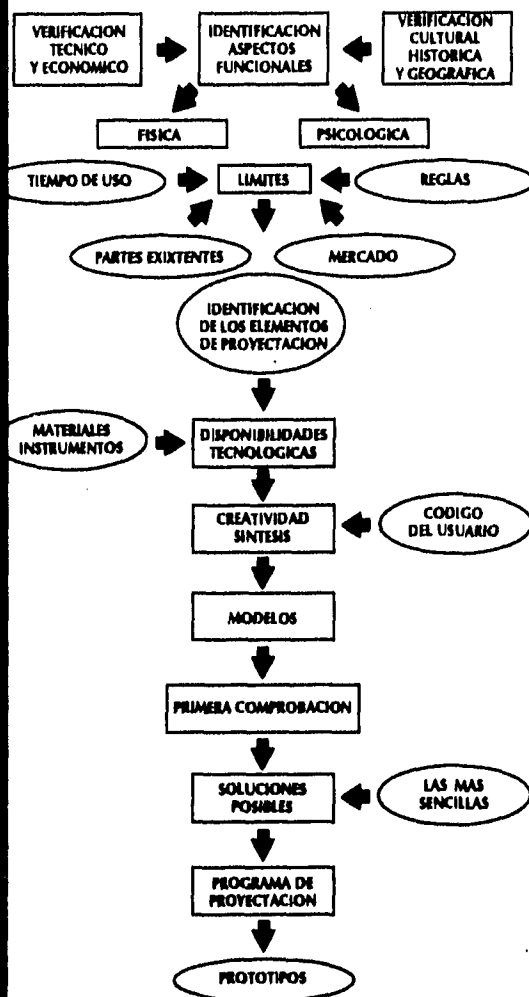 VERIFICACION
TECNICO
Y ECONOMICO
IDENTIFICACION
ASPECTOS
FUNCIONALES
VERIFICACION
CULTURAL
HISTORICA
Y GEOGRAFICA
FISICA
PSICOLOGICA
TIEMPO DE USO
LIMITES
REGLAS
PARTES EXIXTENTES
MERCADO
IDENTIFICACION
DE LOS ELEMENTOS
DE PROYECTACION
MATERIALES
INSTRUMENTOS
DISPONIBILIDADES
TECNOLOGICAS
CREATIVIDAD
SINTESIS
CODIGO
DEL USUARIO
MODELOS
PRIMERA COMPROBACION
SOLUCIONES
POSIBLES
LAS MAS
SENCILLAS
PROGRAMA DE
PROYECTACION
PROTOTIPOS